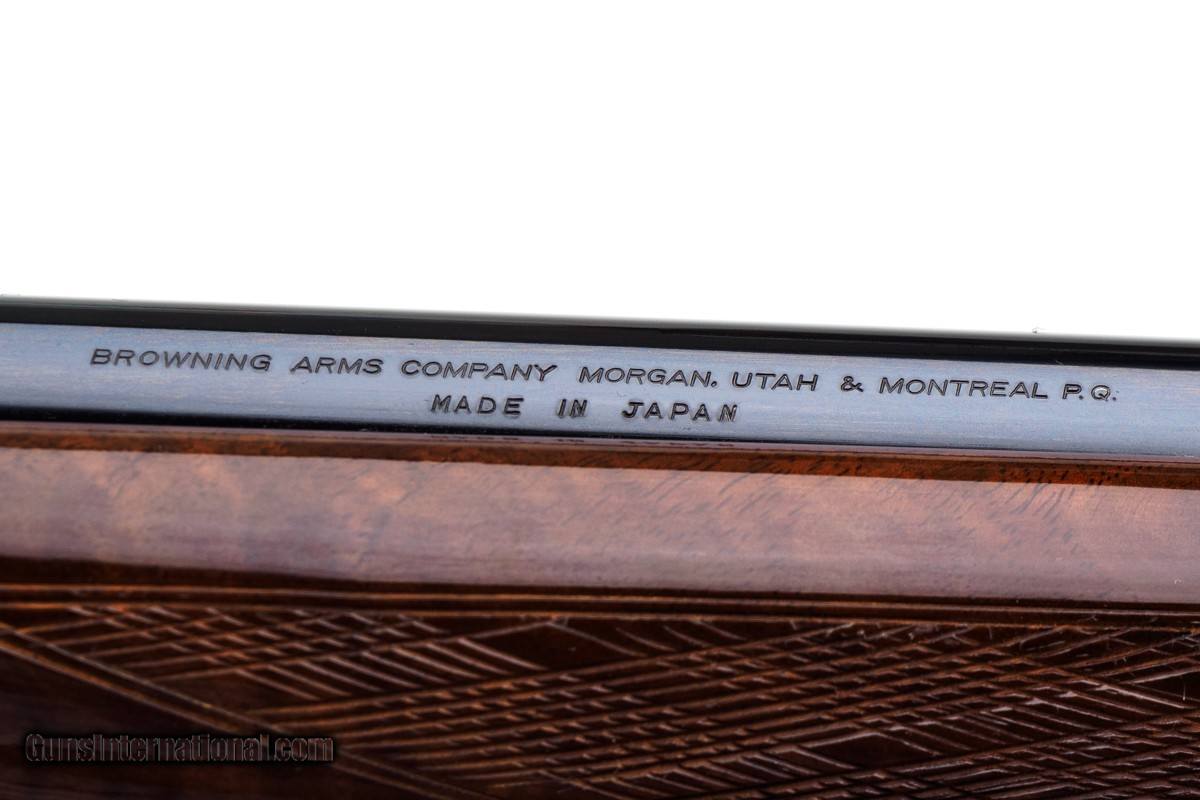 BROWNING ARMS COMPANY MORGAN. UTAH & MONTREAL P.Q.
MADE IN JAPAN
GunsInternational.com